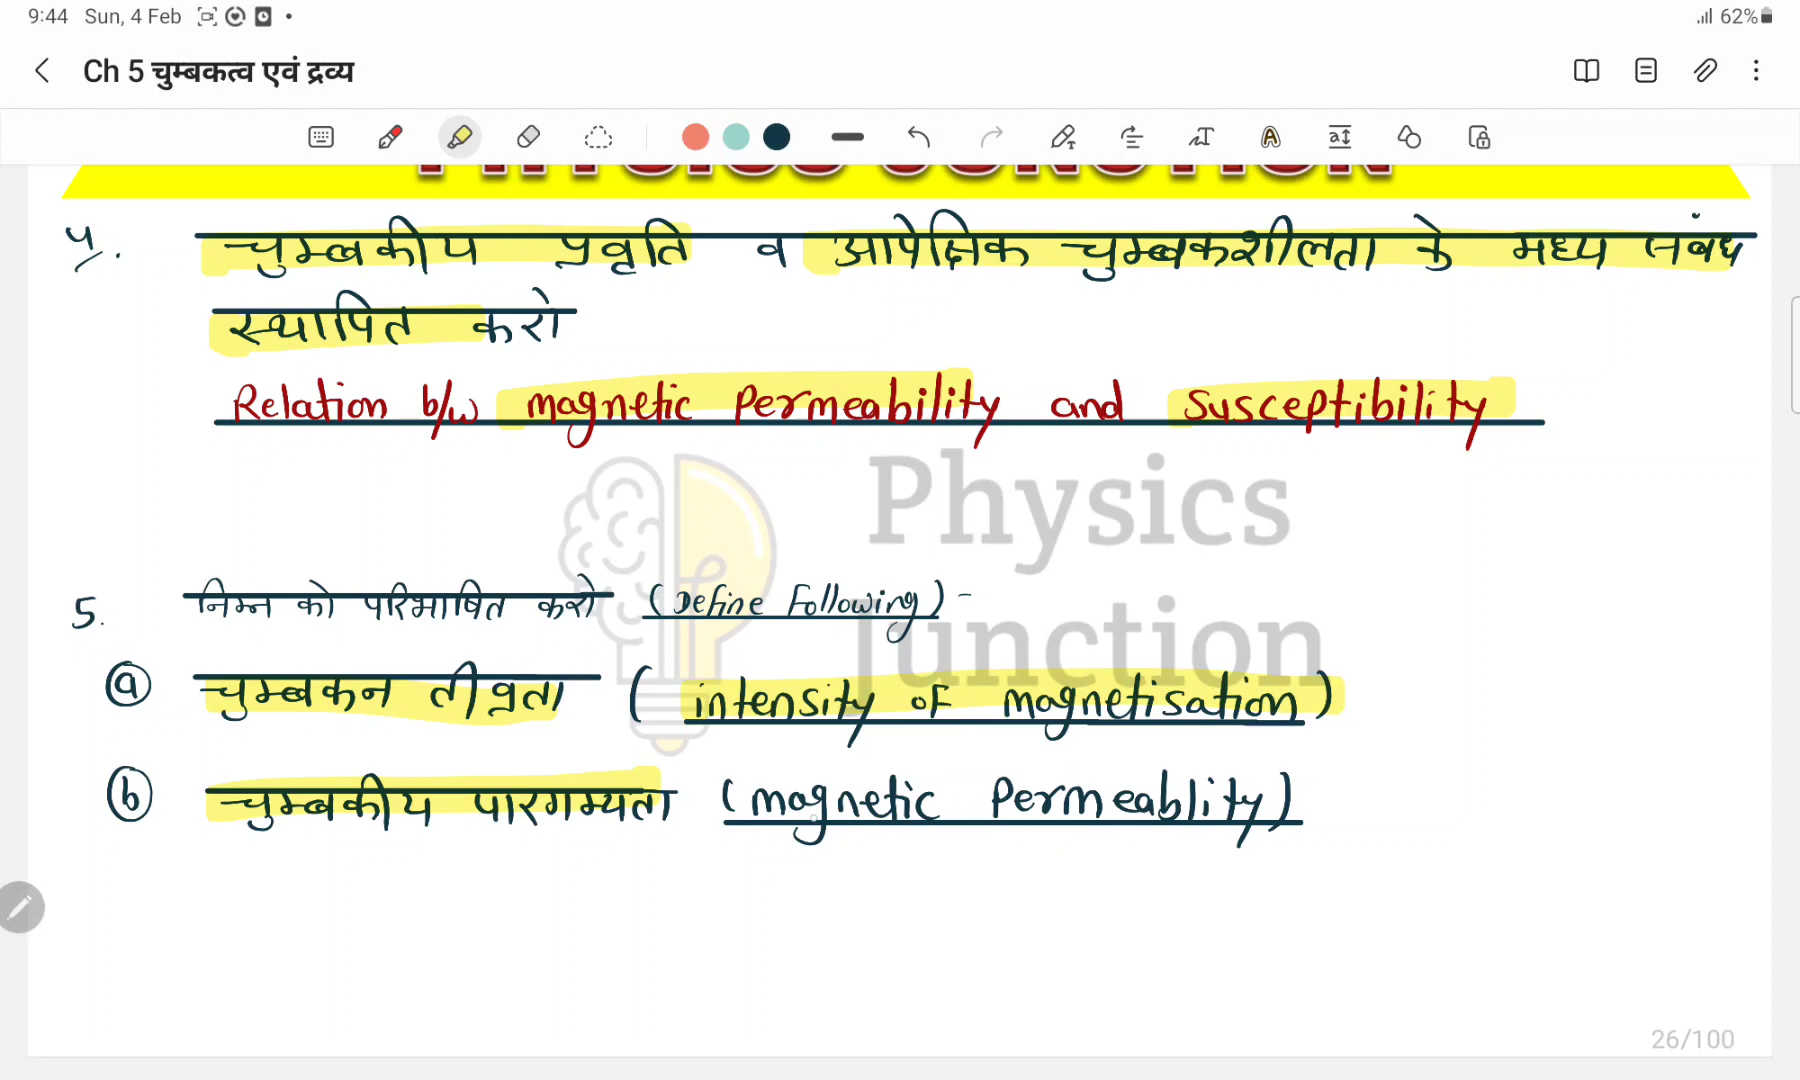 9:44 Sun, 4 Feb
62%
Ch 5 चुम्बकत्व एवं द्रव्य
PHYSICS JUNCTION
4. चुम्बकीय प्रवृति व आपेक्षिक चुम्बकशीलता के मध्य संबंध
स्थापित करो
Relation b/w magnetic Permeability and Susceptibility
Physics
Junction
5. निम्न को परिभाषित करो (Define Following) -
a चुम्बकन तीव्रता (intensity of magnetisation)
b चुम्बकीय पारगम्यता (magnetic Permeablity)
26/100